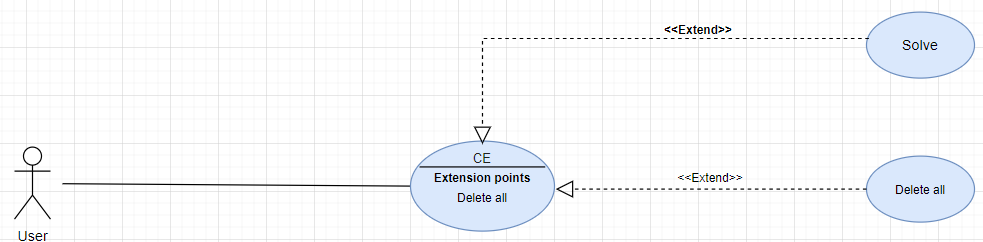 <<Extend>>
Solve
CE
Extension points
Delete all
<<Extend>>
Delete all
User